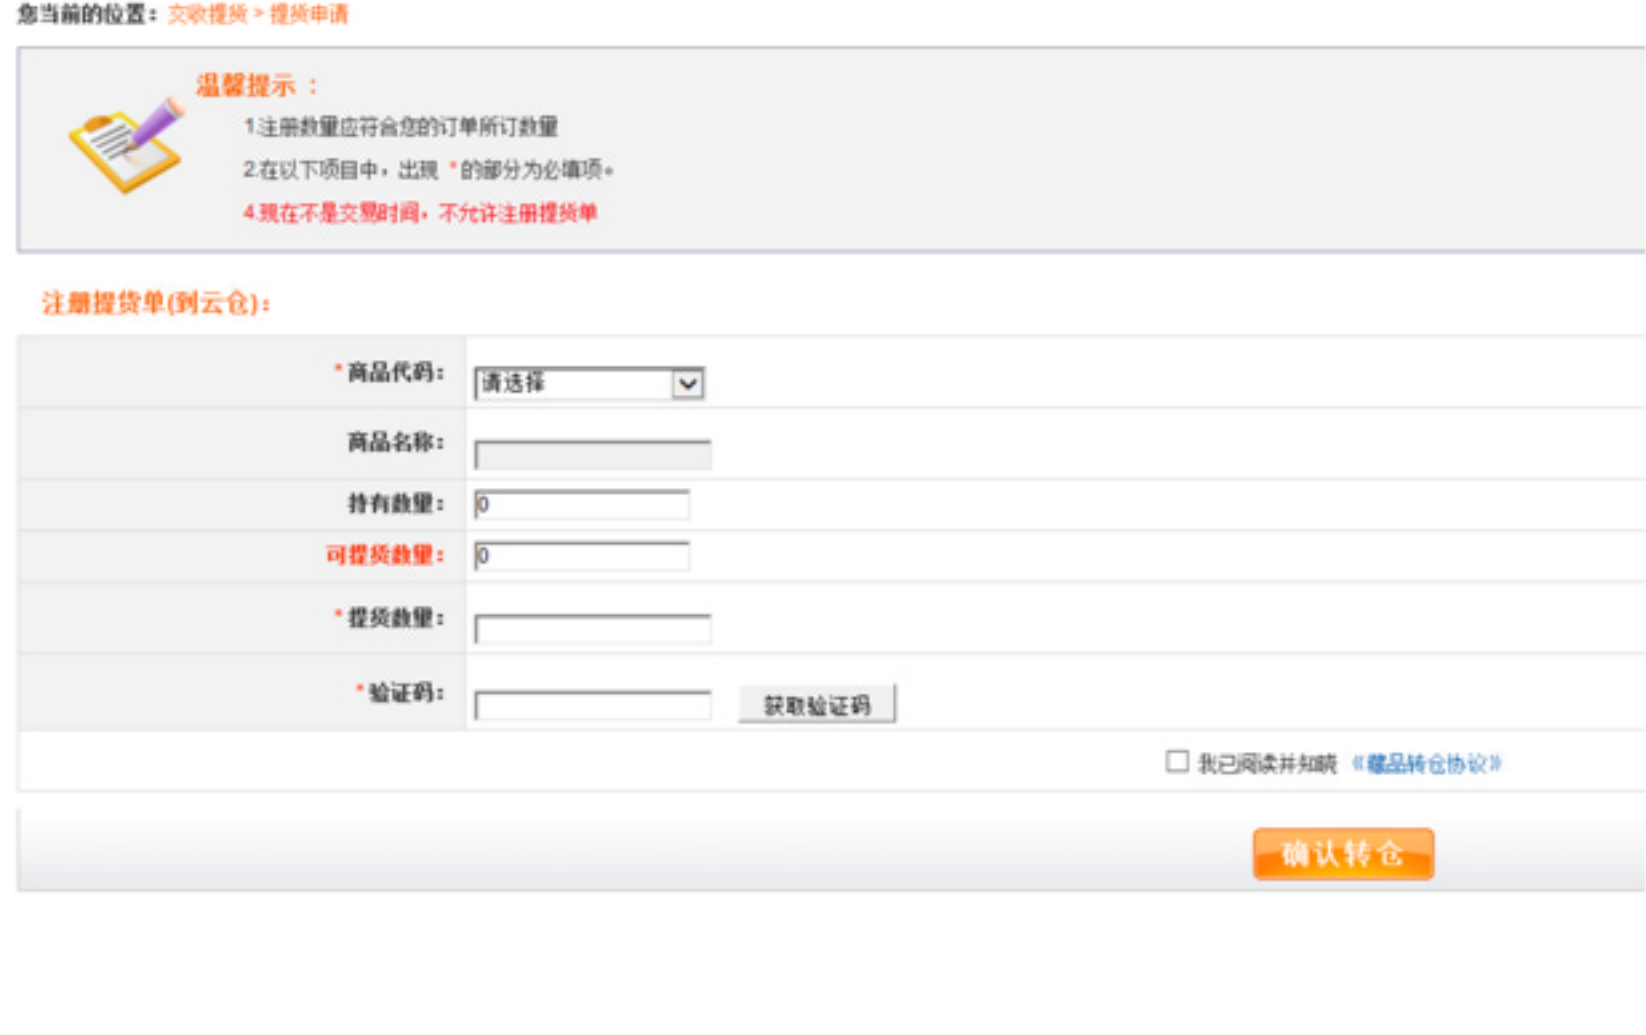 您当前的位置：交收提货 > 提货申请
温馨提示：
1.注册数量应符合您的订单所订数量
2.在以下项目中，出现 * 的部分为必填项。
4.现在不是交易时间，不允许注册提货单
注册提货单(到云仓)：
*商品代码： 请选择
商品名称：
持有数量： 0
可提货数量： 0
*提货数量：
*验证码： 获取验证码
我已阅读并知晓 《藏品转仓协议》
确认转仓